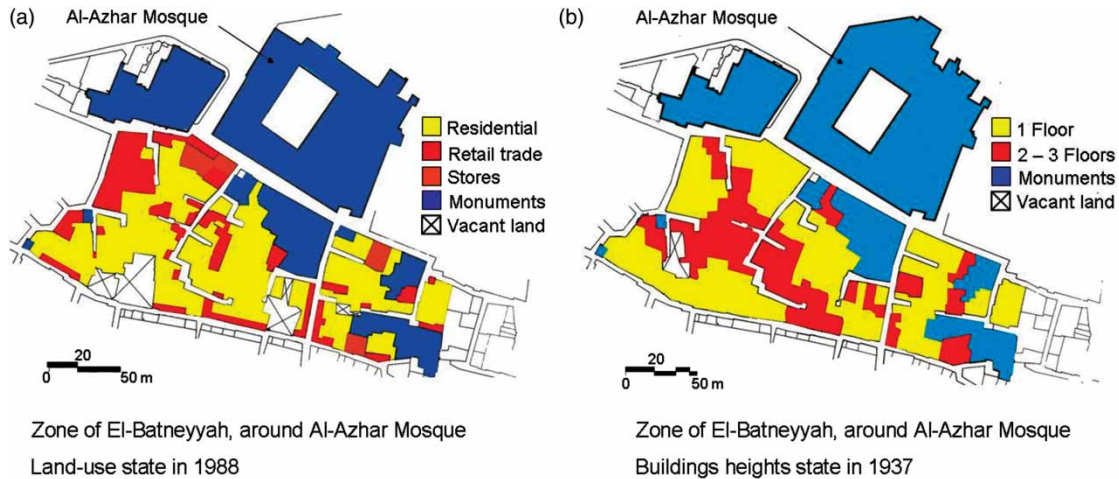 (a)
Al-Azhar Mosque
Residential
Retail trade
Stores
Monuments
Vacant land
20
0 50 m
Zone of El-Batneyyah, around Al-Azhar Mosque
Land-use state in 1988
(b)
Al-Azhar Mosque
1 Floor
2 – 3 Floors
Monuments
Vacant land
20
0 50 m
Zone of El-Batneyyah, around Al-Azhar Mosque
Buildings heights state in 1937